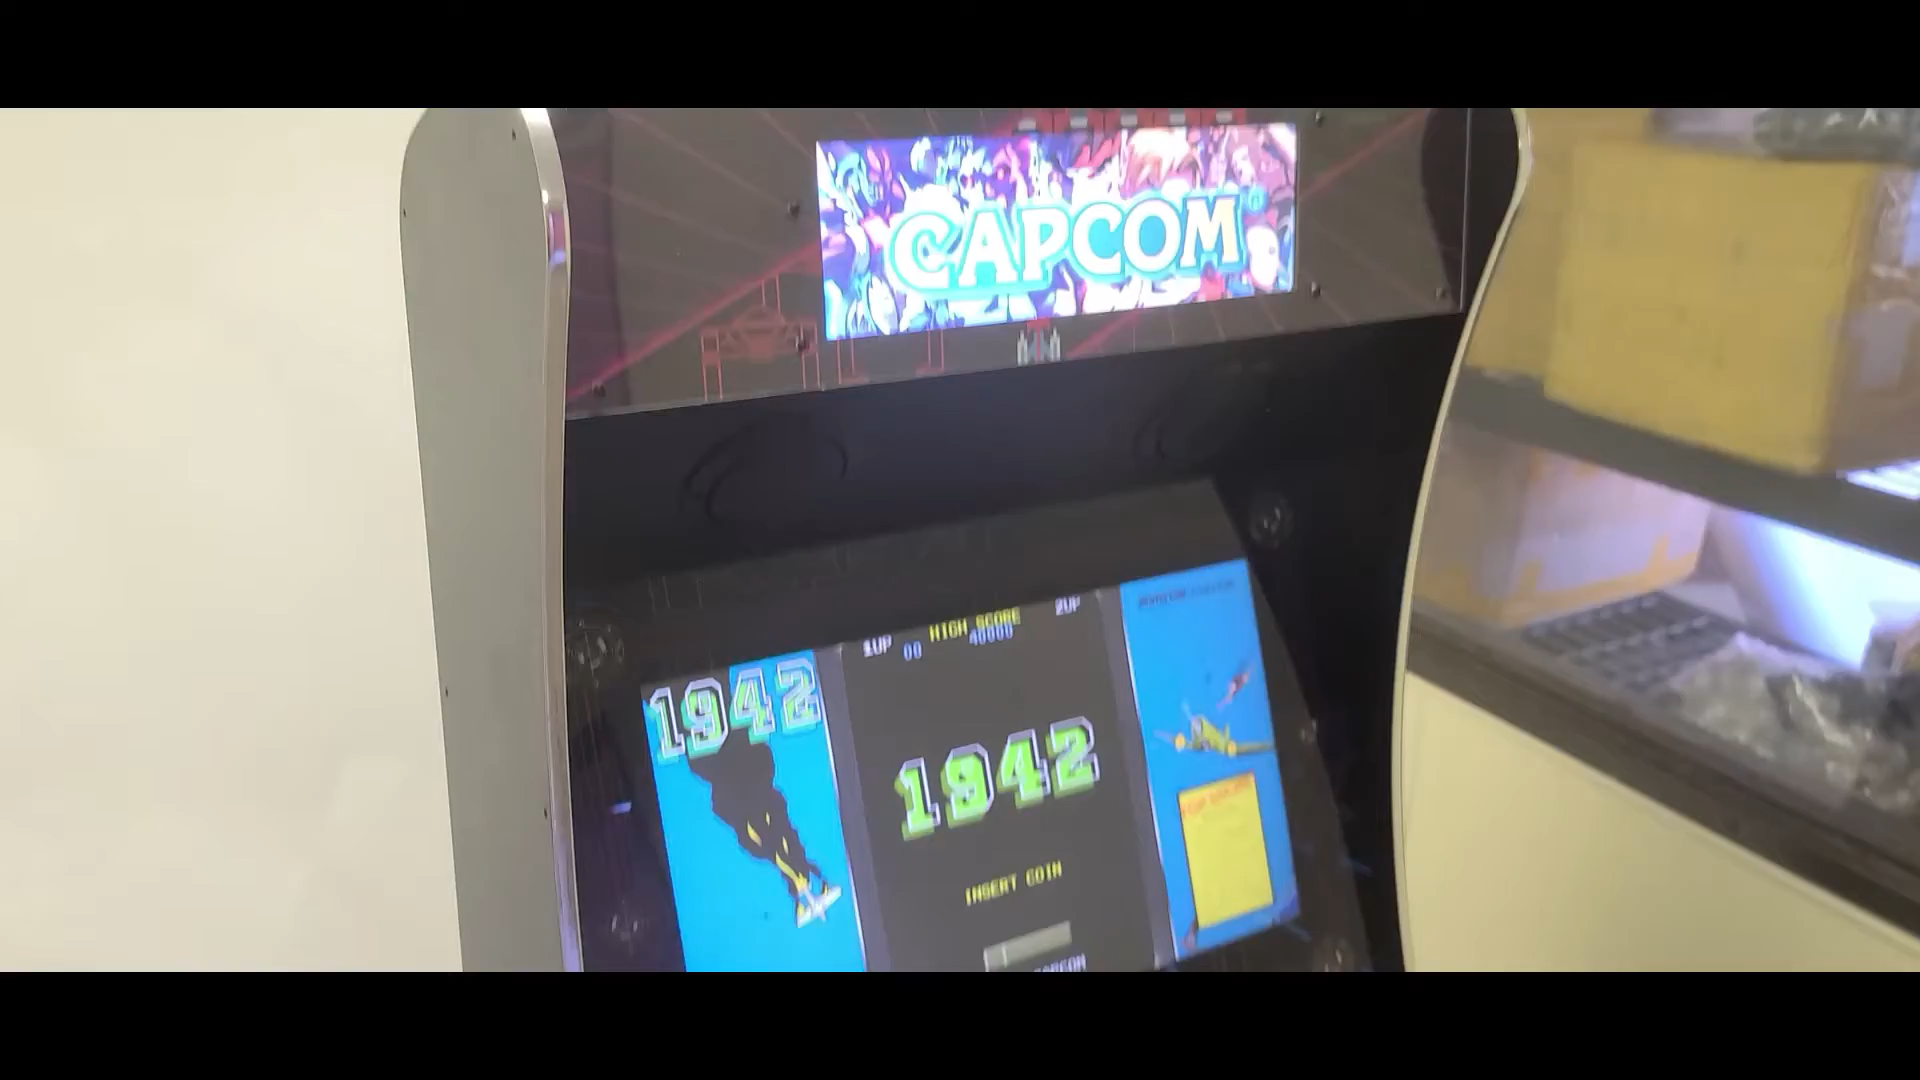 CAPCOM
1UP HIGH SCORE 2UP
00 40000
1942
1942
INSERT COIN